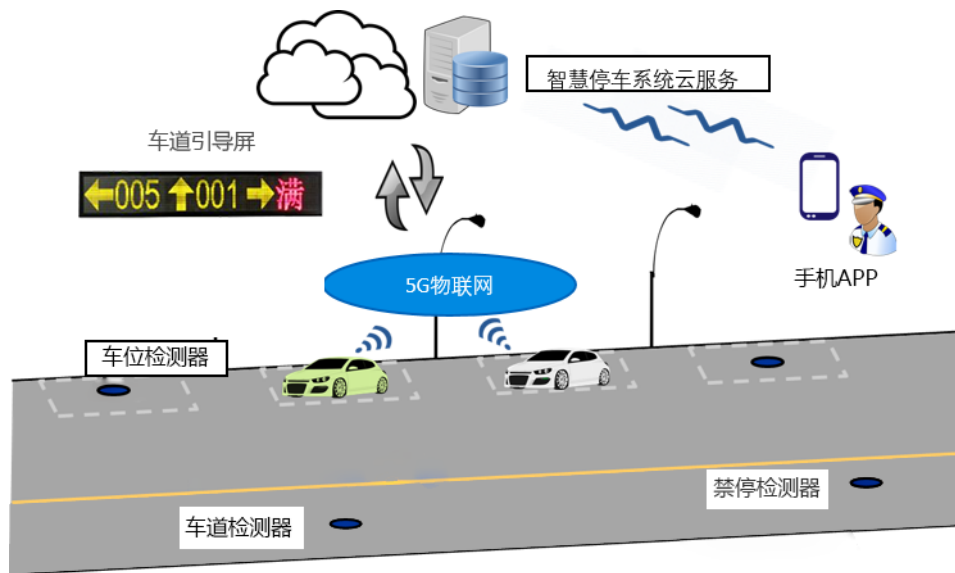 智慧停车系统云服务
车道引导屏
←005 ↑001 →满
手机APP
5G物联网
车位检测器
禁停检测器
车道检测器